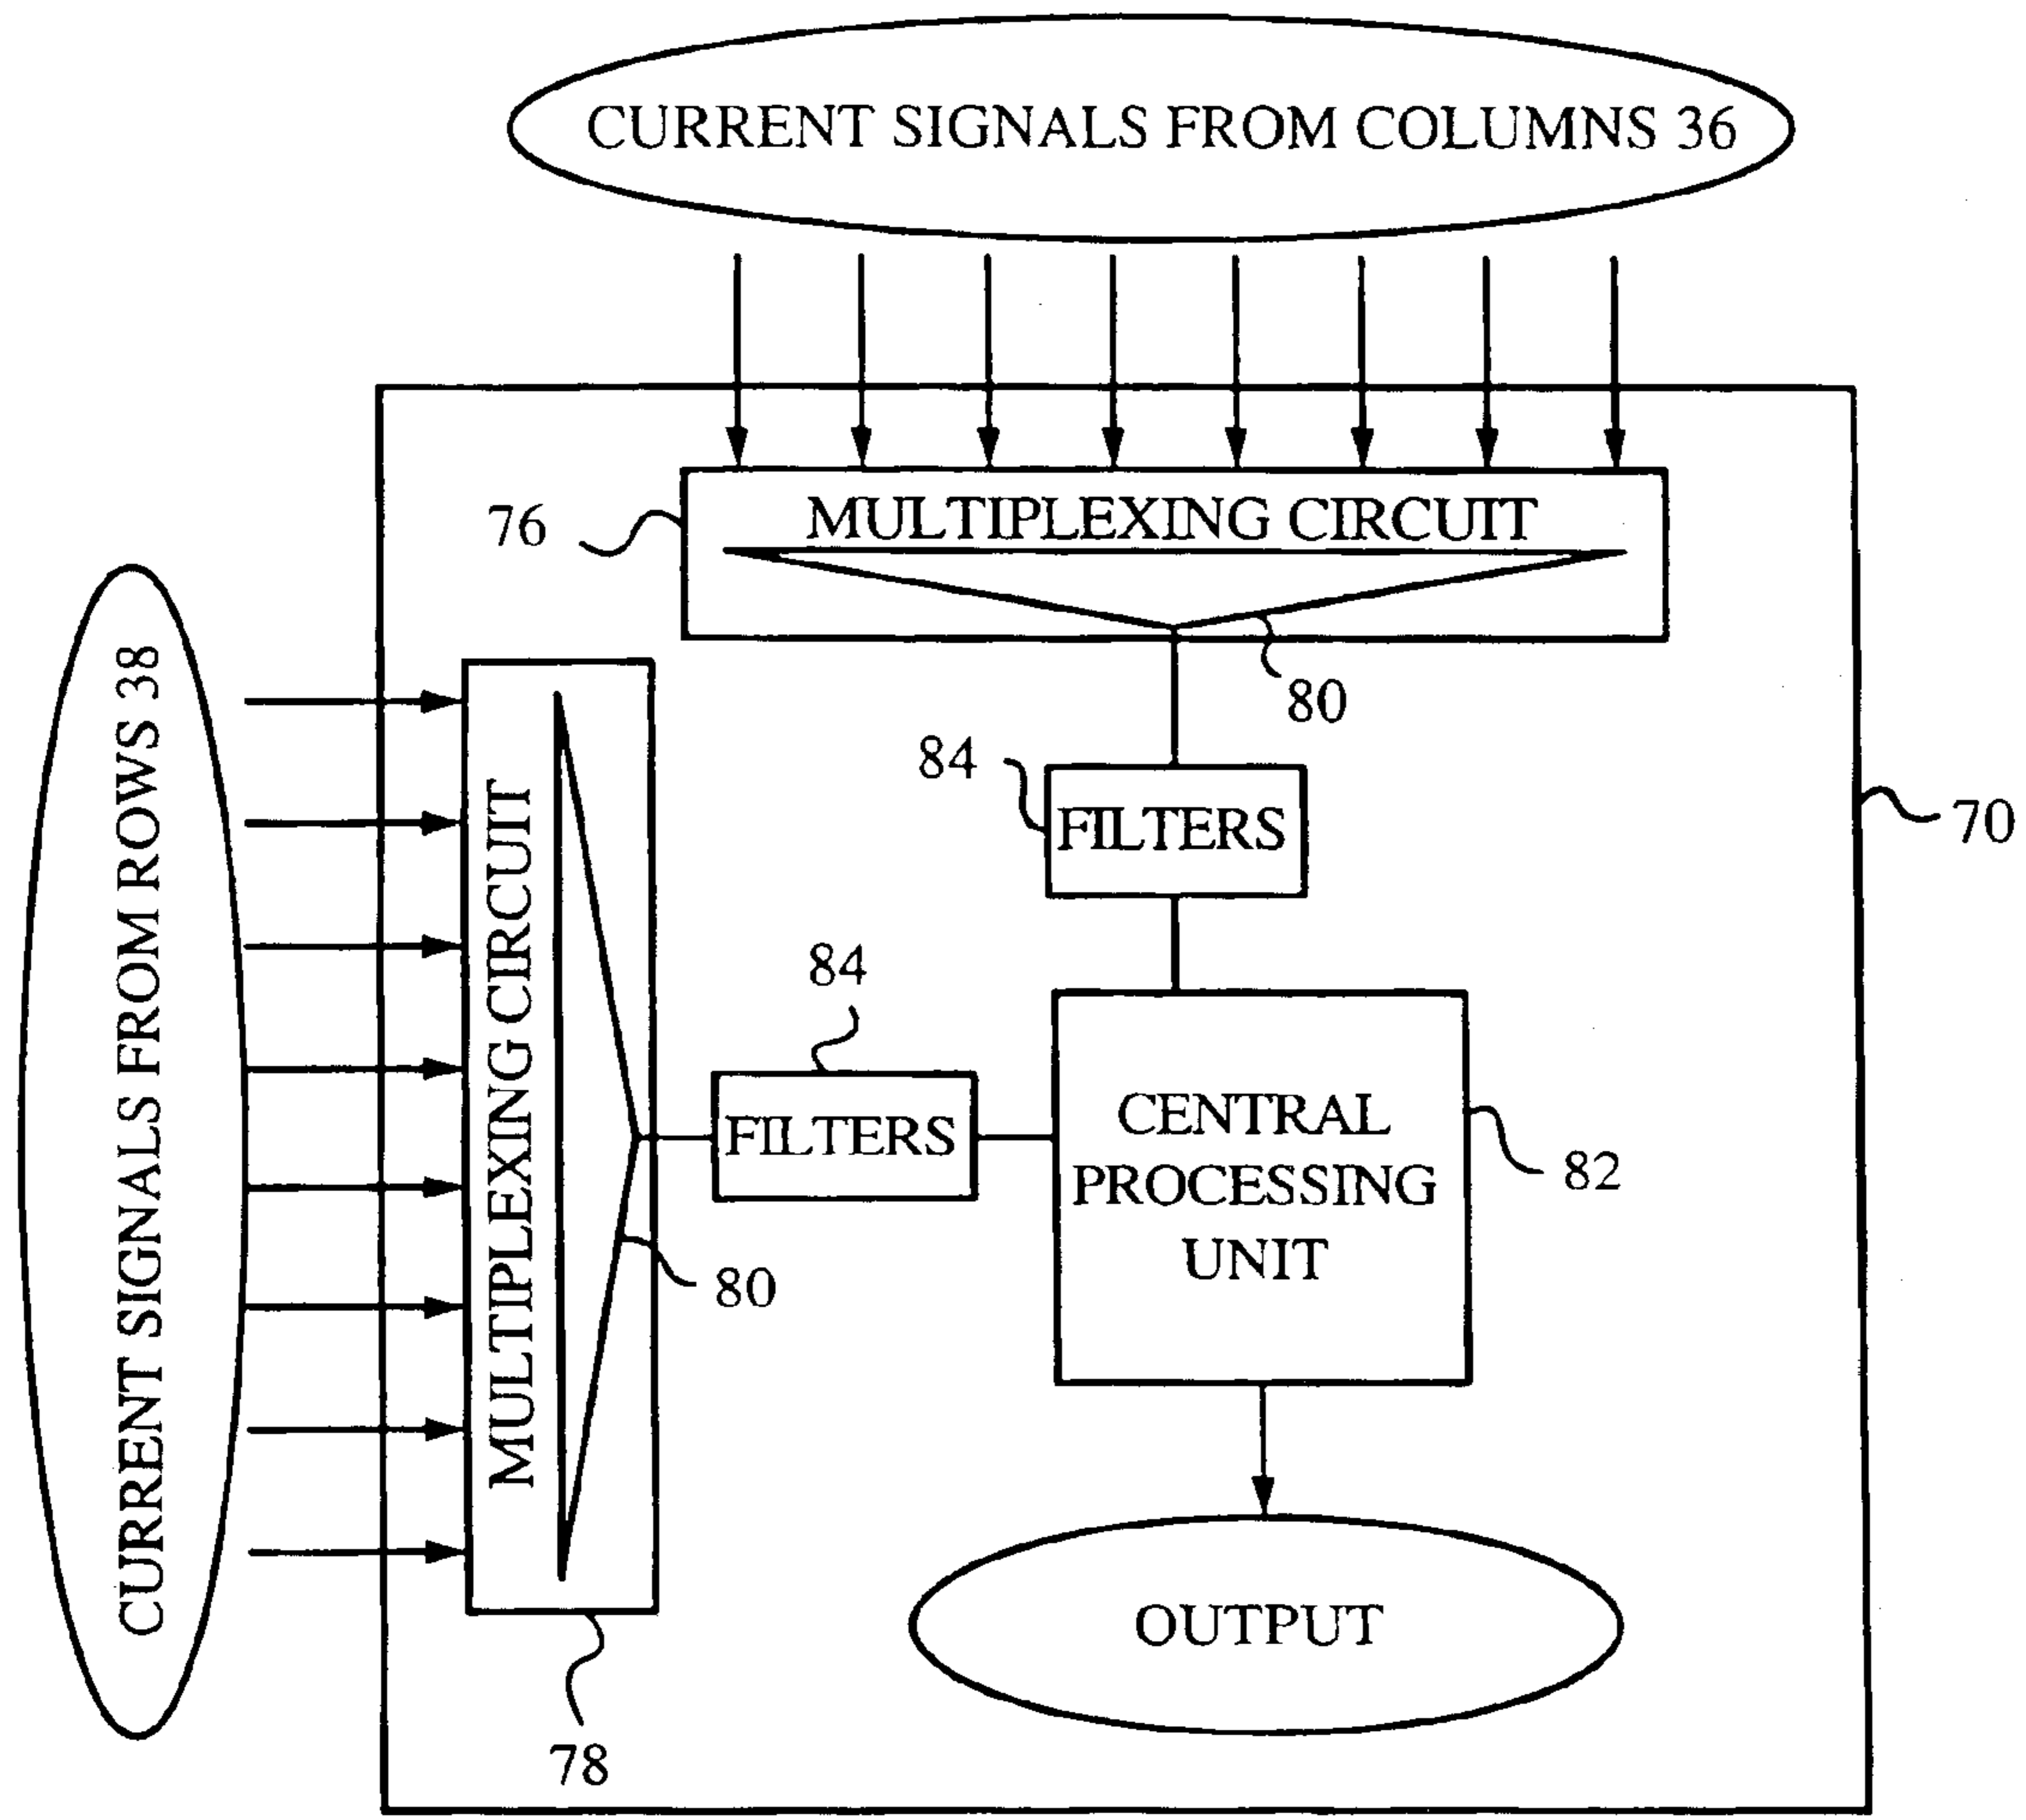 CURRENT SIGNALS FROM COLUMNS 36
76
MULTIPLEXING CIRCUIT
80
84
FILTERS
70
CURRENT SIGNALS FROM ROWS 38
MULTIPLEXING CIRCUIT
84
FILTERS
80
CENTRAL
PROCESSING
UNIT
82
OUTPUT
78